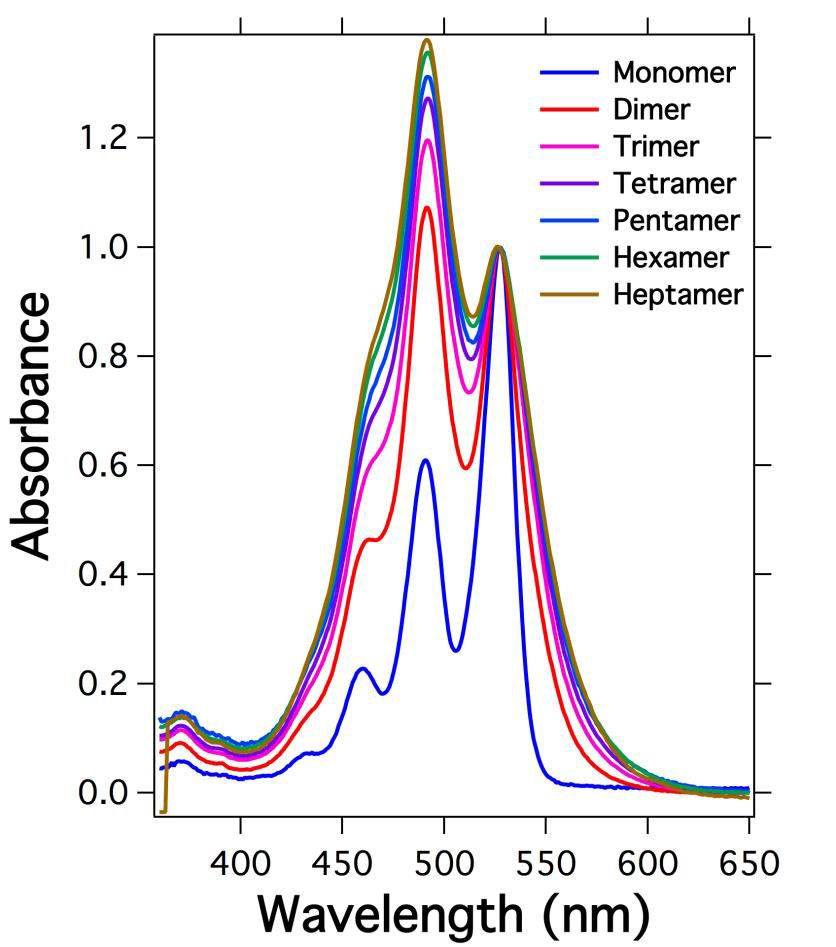 Monomer
Dimer
Trimer
Tetramer
Pentamer
Hexamer
Heptamer
1.2
1.0
0.8
0.6
0.4
0.2
0.0
Absorbance
400 450 500 550 600 650
Wavelength (nm)